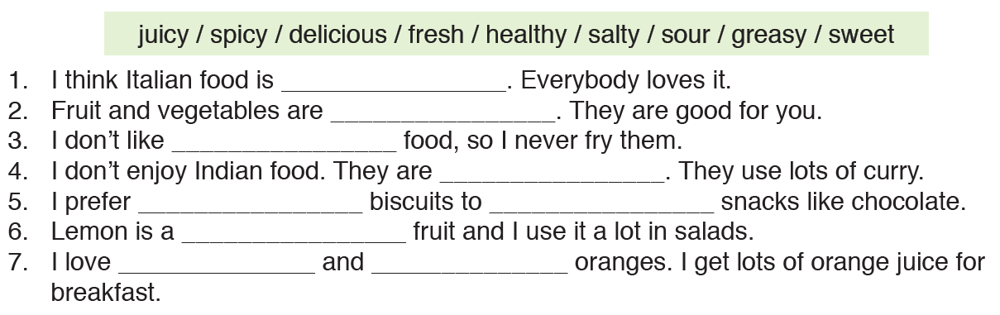 juicy / spicy / delicious / fresh / healthy / salty / sour / greasy / sweet
1. I think Italian food is ________________. Everybody loves it.
2. Fruit and vegetables are ________________. They are good for you.
3. I don’t like ________________ food, so I never fry them.
4. I don’t enjoy Indian food. They are ________________. They use lots of curry.
5. I prefer ________________ biscuits to ________________ snacks like chocolate.
6. Lemon is a ________________ fruit and I use it a lot in salads.
7. I love ______________ and ______________ oranges. I get lots of orange juice for
breakfast.